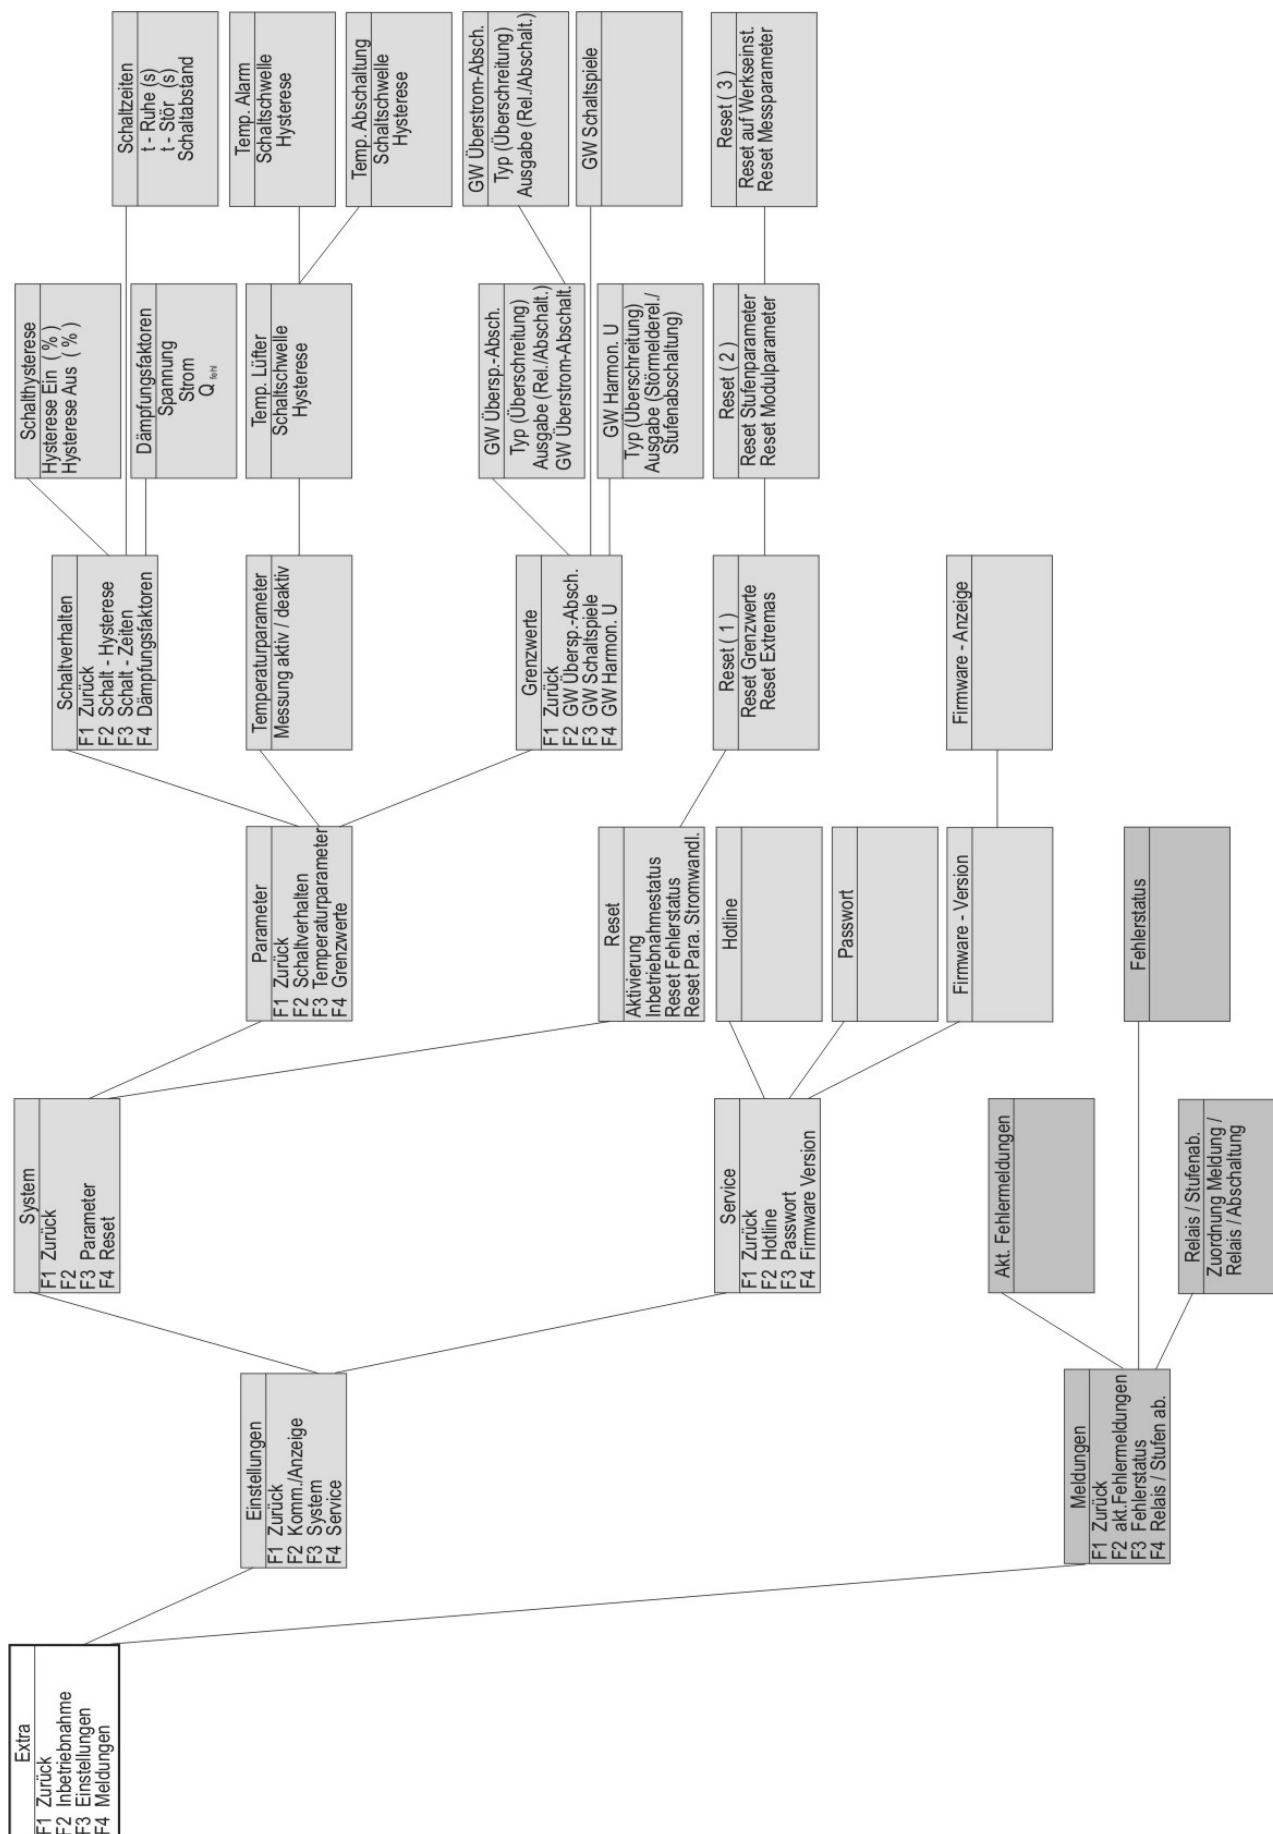 Extra
F1 Zurück
F2 Inbetriebnahme
F3 Einstellungen
F4 Meldungen
Einstellungen
F1 Zurück
F2 Komm./Anzeige
F3 System
F4 Service
Meldungen
F1 Zurück
F2 akt.Fehlermeldungen
F3 Fehlerstatus
F4 Relais / Stufen ab.
System
F1 Zurück
F2
F3 Parameter
F4 Reset
Service
F1 Zurück
F2 Hotline
F3 Passwort
F4 Firmware Version
Akt. Fehlermeldungen
Relais / Stufenab.
Zuordnung Meldung /
Relais / Abschaltung
Parameter
F1 Zurück
F2 Schaltverhalten
F3 Temperaturparameter
F4 Grenzwerte
Reset
Aktivierung
Inbetriebnahmestatus
Reset Fehlerstatus
Reset Para. Stromwandl.
Hotline
Passwort
Firmware - Version
Fehlerstatus
Schaltverhalten
F1 Zurück
F2 Schalt - Hysterese
F3 Schalt - Zeiten
F4 Dämpfungsfaktoren
Temperaturparameter
Messung aktiv / deaktiv
Grenzwerte
F1 Zurück
F2 GW Übersp.-Absch.
F3 GW Schaltspiele
F4 GW Harmon. U
Reset ( 1 )
Reset Grenzwerte
Reset Extremas
Firmware - Anzeige
Schalthysterese
Hysterese Ein ( % )
Hysterese Aus ( % )
Dämpfungsfaktoren
Spannung
Strom
Q fehl
Temp. Lüfter
Schaltschwelle
Hysterese
GW Übersp.-Absch.
Typ (Überschreitung)
Ausgabe (Rel./Abschalt.)
GW Überstrom-Abschalt.
GW Harmon. U
Typ (Überschreitung)
Ausgabe (Störmelderel./
Stufenabschaltung)
Reset ( 2 )
Reset Stufenparameter
Reset Modulparameter
Schaltzeiten
t - Ruhe (s)
t - Stör (s)
Schaltabstand
Temp. Alarm
Schaltschwelle
Hysterese
Temp. Abschaltung
Schaltschwelle
Hysterese
GW Überstrom-Absch.
Typ (Überschreitung)
Ausgabe (Rel./Abschalt.)
GW Schaltspiele
Reset ( 3 )
Reset auf Werkseinst.
Reset Messparameter